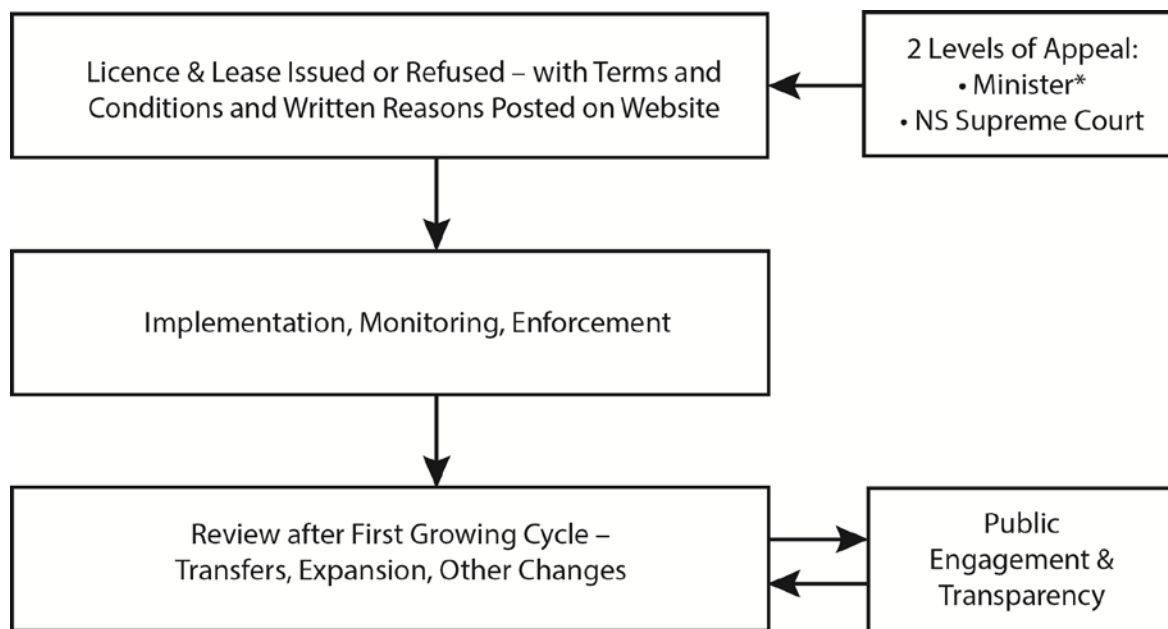 Licence & Lease Issued or Refused – with Terms and
Conditions and Written Reasons Posted on Website
2 Levels of Appeal:
• Minister*
• NS Supreme Court
Implementation, Monitoring, Enforcement
Review after First Growing Cycle –
Transfers, Expansion, Other Changes
Public
Engagement &
Transparency